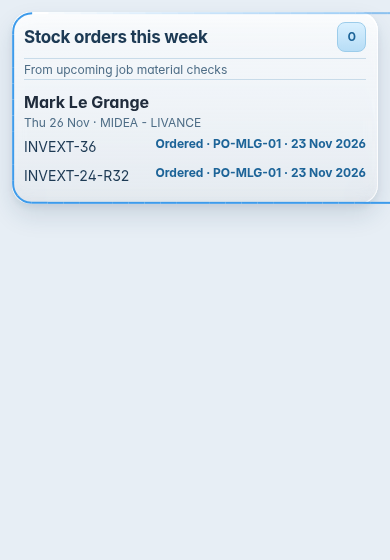 Stock orders this week 0
From upcoming job material checks
Mark Le Grange
Thu 26 Nov · MIDEA - LIVANCE
INVEXT-36 Ordered · PO-MLG-01 · 23 Nov 2026
INVEXT-24-R32 Ordered · PO-MLG-01 · 23 Nov 2026